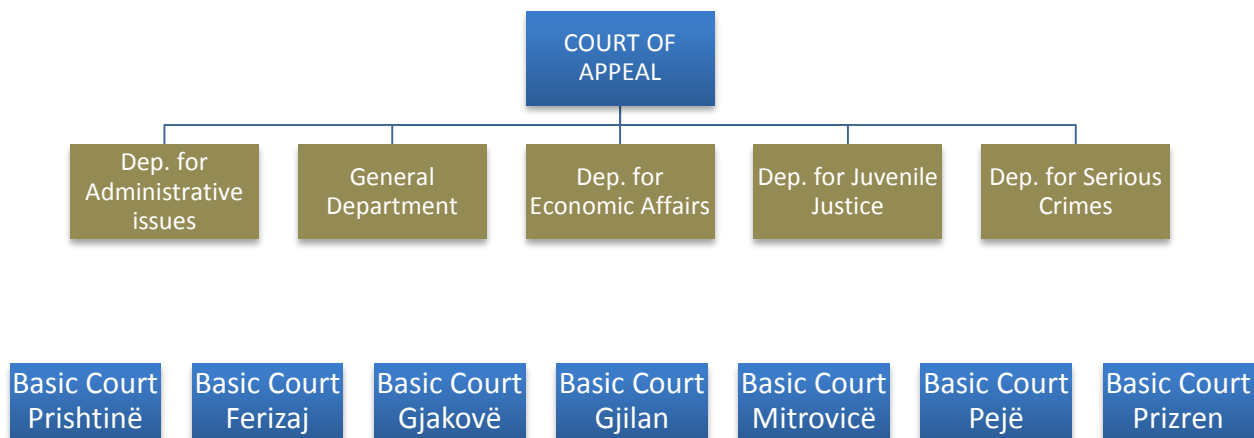 COURT OF
APPEAL
Dep. for
Administrative
issues
General
Department
Dep. for
Economic Affairs
Dep. for Juvenile
Justice
Dep. for Serious
Crimes
Basic Court
Prishtinë
Basic Court
Ferizaj
Basic Court
Gjakovë
Basic Court
Gjilan
Basic Court
Mitrovicë
Basic Court
Pejë
Basic Court
Prizren